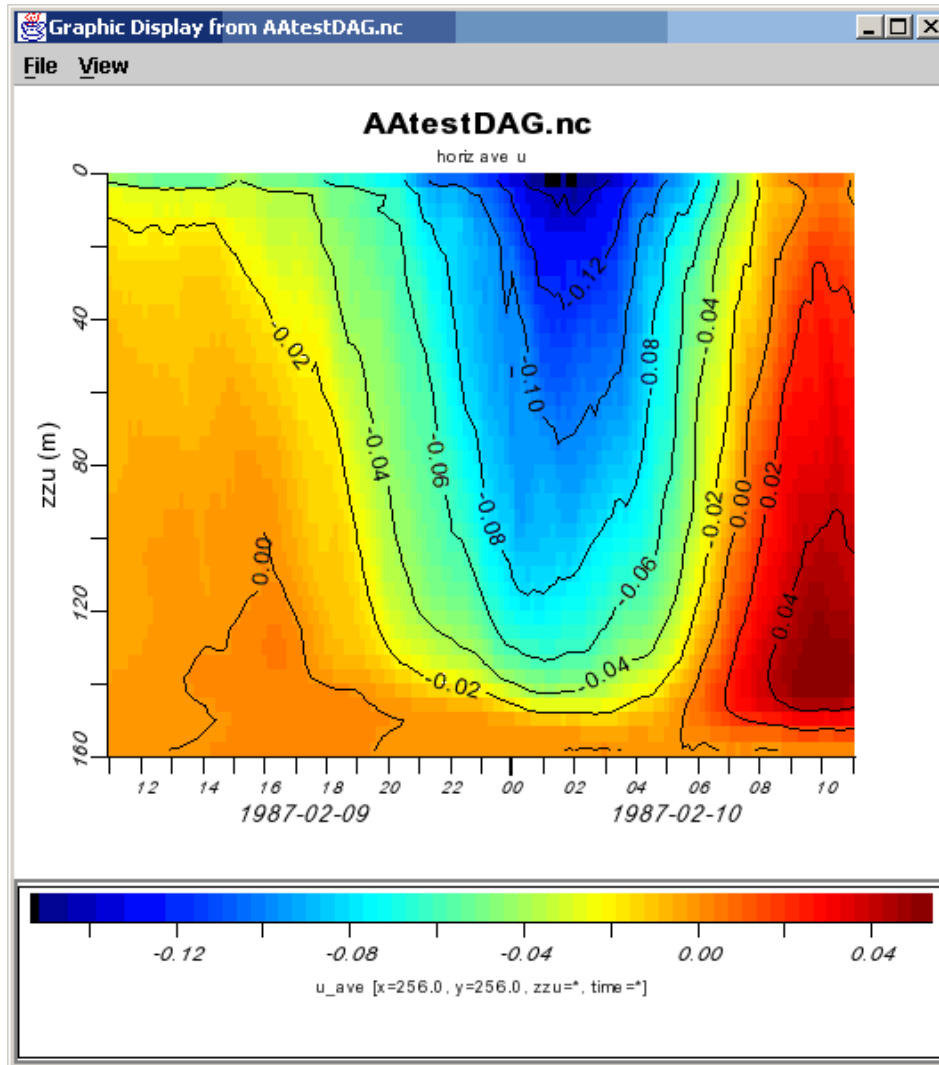 Graphic Display from AAtestDAG.nc
File View
AAtestDAG.nc
horiz ave u
zzu (m)
0
40
80
120
160
-0.02
-0.04
-0.06
-0.08
-0.10
-0.12
-0.08
-0.04
-0.02
0.00
0.02
0.00
-0.06
0.04
-0.04
-0.02
12 14 16 18 20 22 00 02 04 06 08 10
1987-02-09 1987-02-10
-0.12 -0.08 -0.04 0.00 0.04
u_ave [x=256.0, y=256.0, zzu=*, time=*]